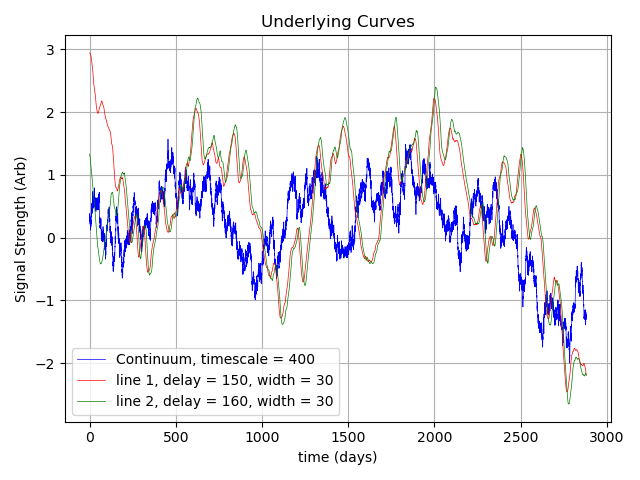 Underlying Curves
Signal Strength (Arb)
3
2
1
0
−1
−2
Continuum, timescale = 400
line 1, delay = 150, width = 30
line 2, delay = 160, width = 30
0 500 1000 1500 2000 2500 3000
time (days)